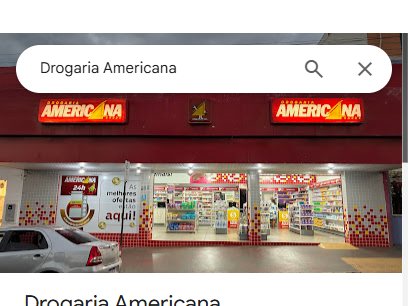 Drogaria Americana
DROGARIA
AMERICANA
DROGARIA
AMERICANA
AMERICANA
24h
As
melhores
ofertas
estão
aqui!
Drogaria Americana